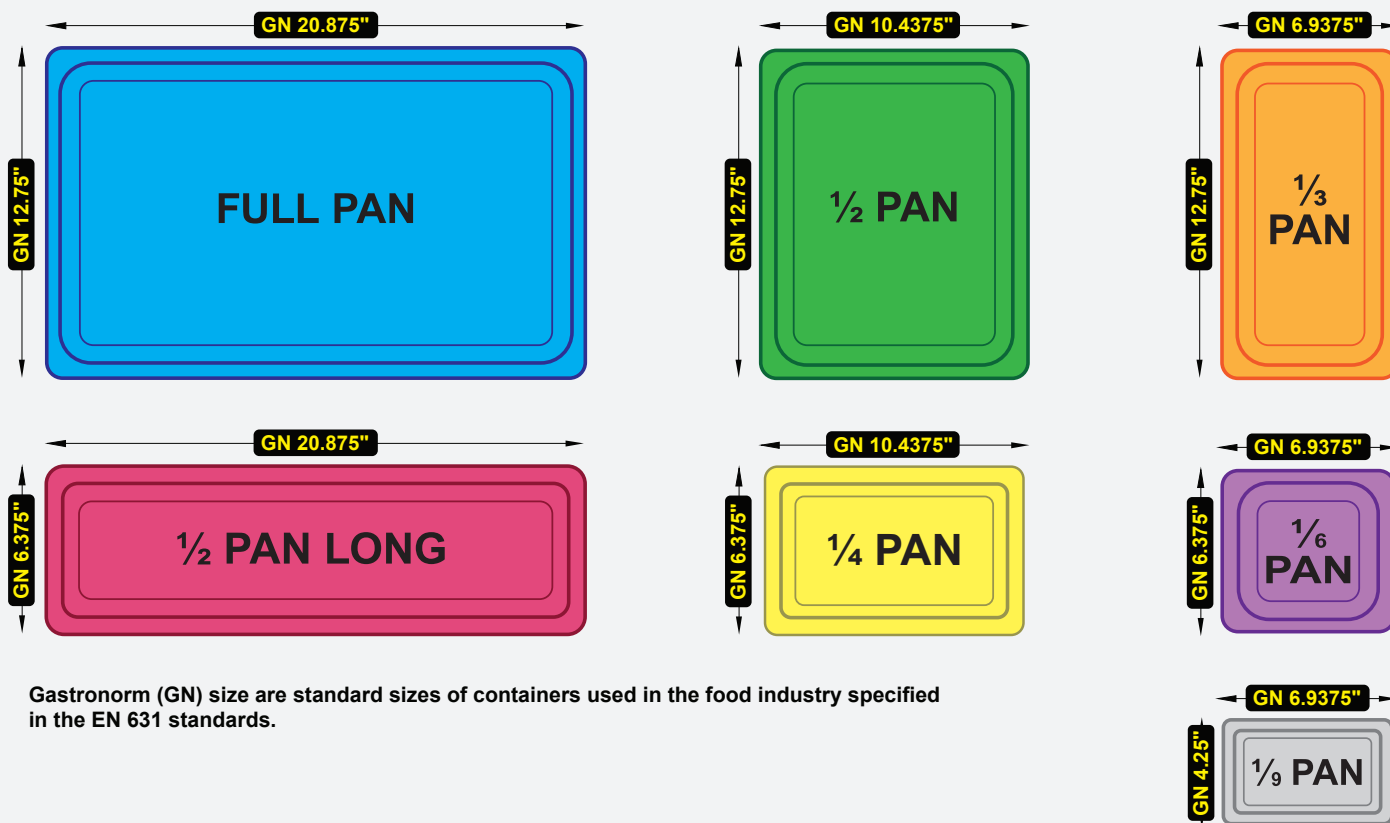 GN 20.875"
GN 10.4375"
GN 6.9375"
GN 12.75"
FULL PAN
GN 12.75"
½ PAN
GN 12.75"
⅓
PAN
GN 20.875"
GN 10.4375"
GN 6.9375"
GN 6.375"
½ PAN LONG
GN 6.375"
¼ PAN
GN 6.375"
⅙
PAN
Gastronorm (GN) size are standard sizes of containers used in the food industry specified
in the EN 631 standards.
GN 6.9375"
GN 4.25"
⅑ PAN